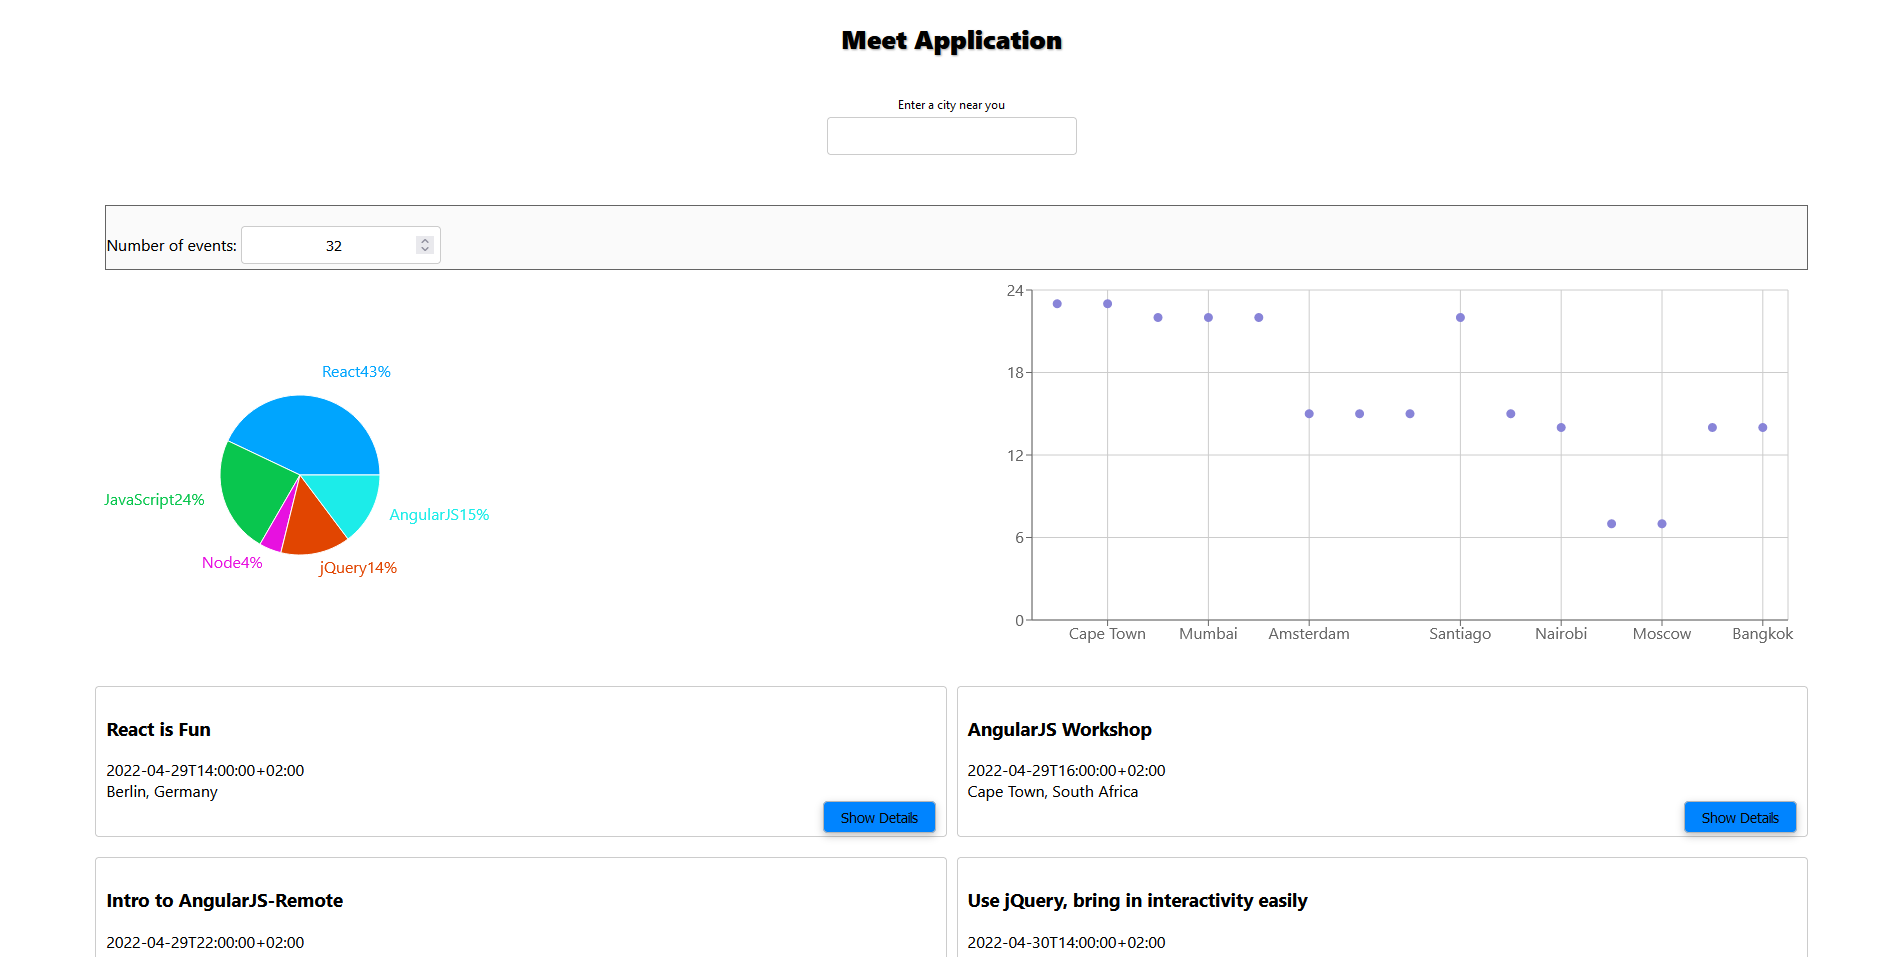 Meet Application
Enter a city near you
Number of events: 32
React43%
JavaScript24%
AngularJS15%
Node4%
jQuery14%
24
18
12
6
0
Cape Town Mumbai Amsterdam Santiago Nairobi Moscow Bangkok
React is Fun
2022-04-29T14:00:00+02:00
Berlin, Germany
Show Details
AngularJS Workshop
2022-04-29T16:00:00+02:00
Cape Town, South Africa
Show Details
Intro to AngularJS-Remote
2022-04-29T22:00:00+02:00
Use jQuery, bring in interactivity easily
2022-04-30T14:00:00+02:00